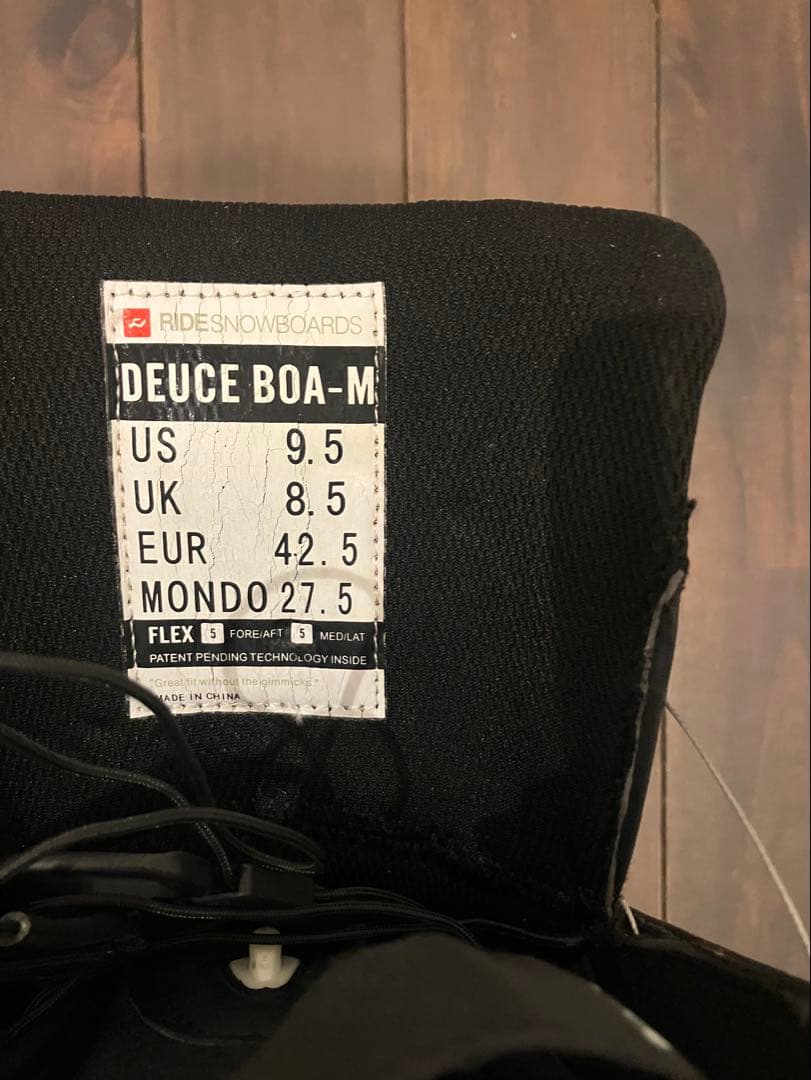 RIDESNOWBOARDS
DEUCE BOA-M
US 9.5
UK 8.5
EUR 42.5
MONDO 27.5
FLEX 5 FORE/AFT 5 MED/LAT
PATENT PENDING TECHNOLOGY INSIDE
"Great fit without the gimmicks."
MADE IN CHINA